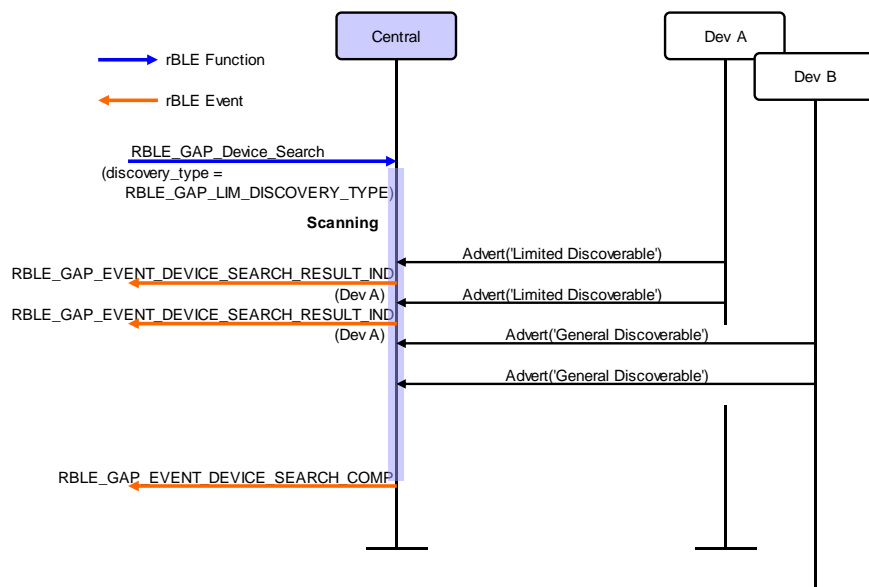 Central
Dev A
Dev B
rBLE Function
rBLE Event
RBLE_GAP_Device_Search
(discovery_type =
RBLE_GAP_LIM_DISCOVERY_TYPE)
Scanning
Advert('Limited Discoverable')
RBLE_GAP_EVENT_DEVICE_SEARCH_RESULT_IND
(Dev A)
Advert('Limited Discoverable')
RBLE_GAP_EVENT_DEVICE_SEARCH_RESULT_IND
(Dev A)
Advert('General Discoverable')
Advert('General Discoverable')
RBLE_GAP_EVENT_DEVICE_SEARCH_COMP